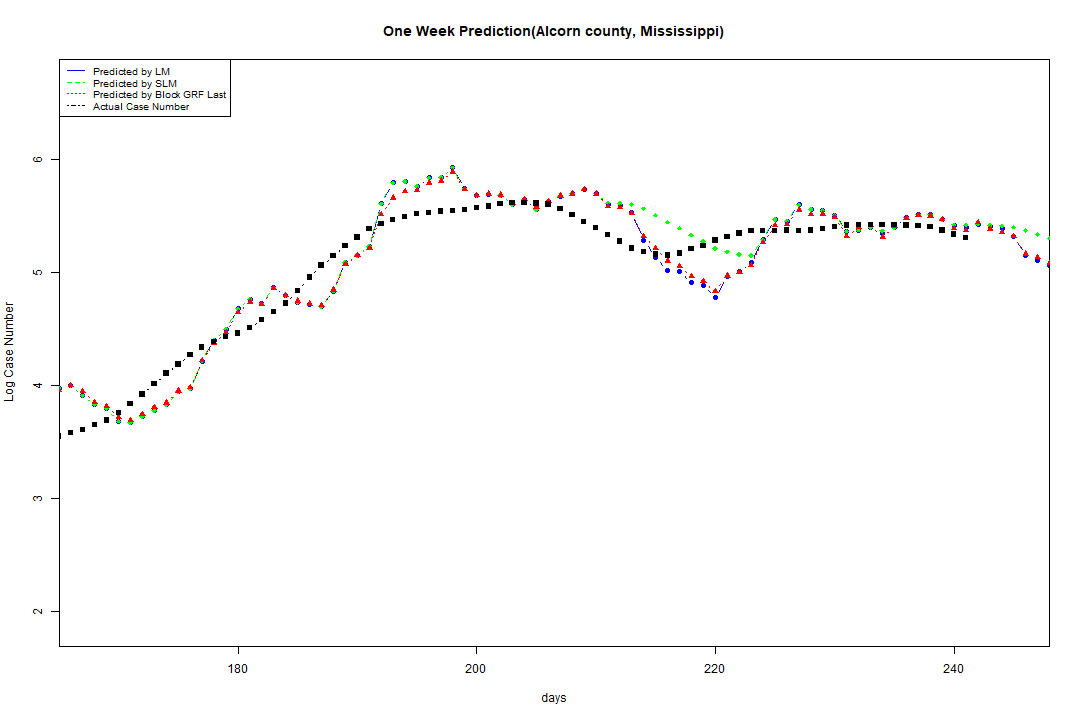 One Week Prediction(Alcorn county, Mississippi)
Predicted by LM
Predicted by SLM
Predicted by Block GRF Last
Actual Case Number
6
5
4
3
2
Log Case Number
180 200 220 240
days